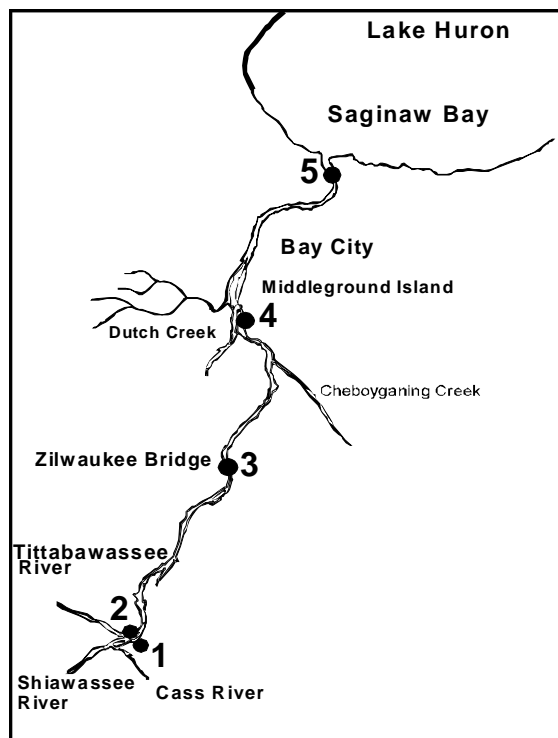 Lake Huron
Saginaw Bay
5
Bay City
Middleground Island
4
Dutch Creek
Cheboyganing Creek
Zilwaukee Bridge
3
Tittabawassee
River
2
1
Shiawassee
River
Cass River